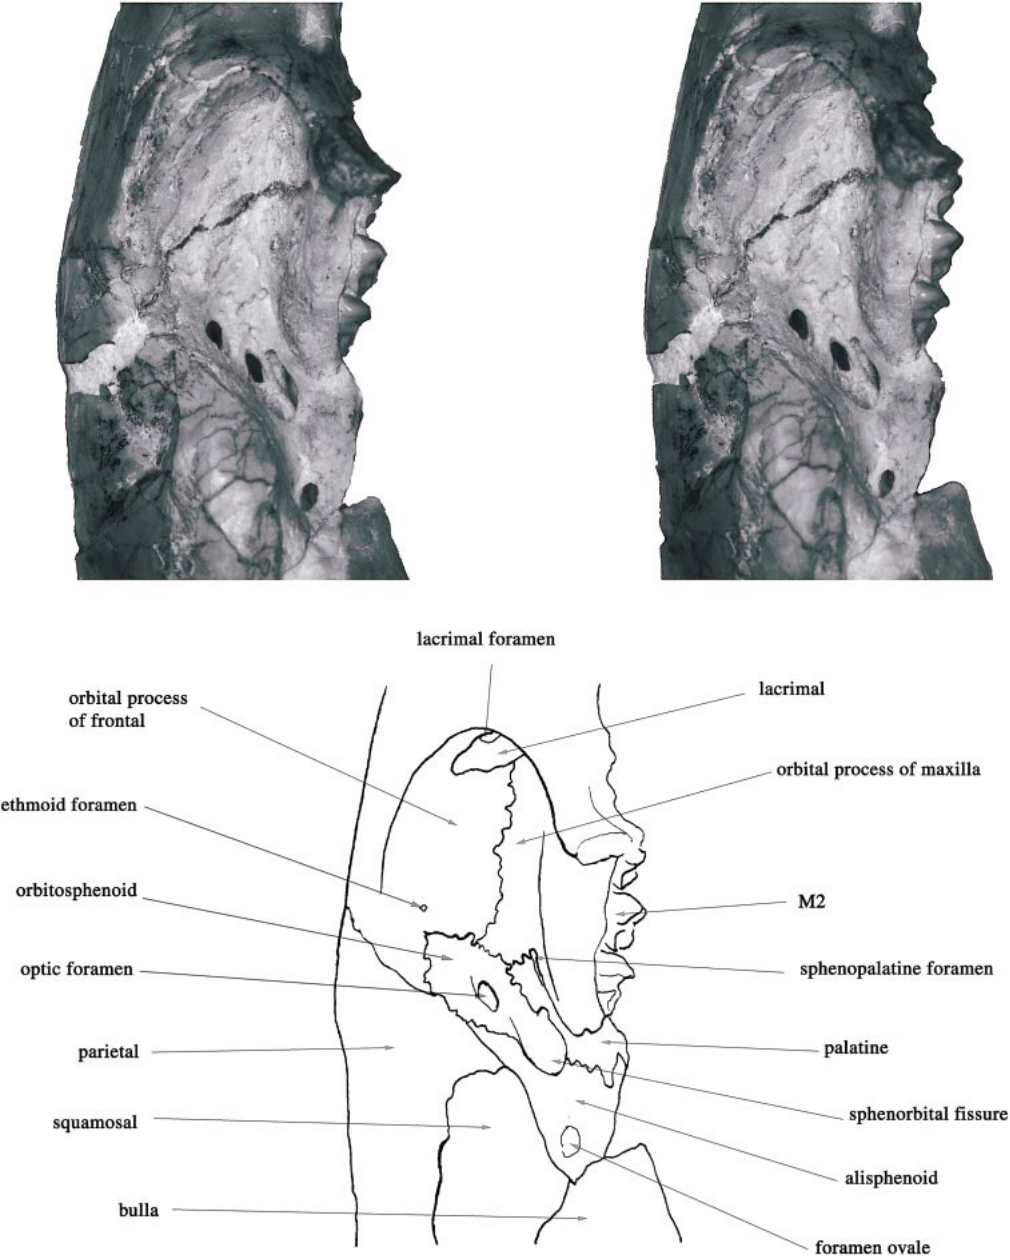 lacrimal foramen
orbital process
of frontal
lacrimal
orbital process of maxilla
ethmoid foramen
orbitosphenoid
M2
optic foramen
sphenopalatine foramen
parietal
palatine
squamosal
sphenorbital fissure
alisphenoid
bulla
foramen ovale